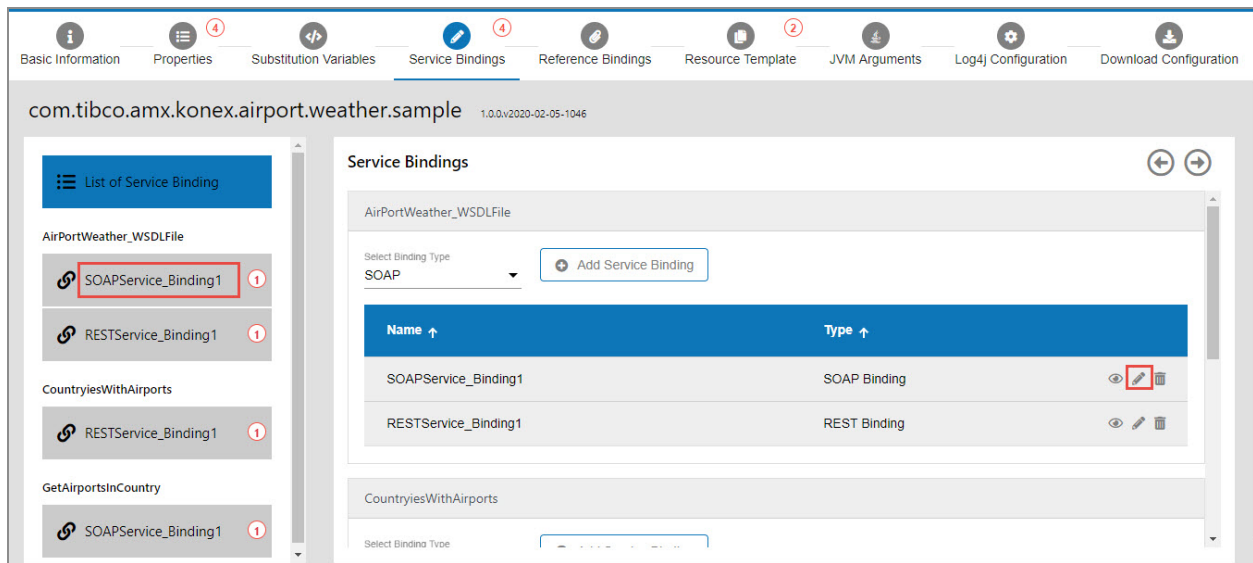 4 4 2
Basic Information Properties Substitution Variables Service Bindings Reference Bindings Resource Template JVM Arguments Log4j Configuration Download Configuration
com.tibco.amx.konex.airport.weather.sample 1.0.0.v2020-02-05-1046
List of Service Binding
AirPortWeather_WSDLFile
SOAPService_Binding1 1
RESTService_Binding1 1
CountryiesWithAirports
RESTService_Binding1 1
GetAirportsInCountry
SOAPService_Binding1 1
Service Bindings
AirPortWeather_WSDLFile
Select Binding Type
SOAP
Add Service Binding
Name Type
SOAPService_Binding1 SOAP Binding
RESTService_Binding1 REST Binding
CountryiesWithAirports
Select Binding Type